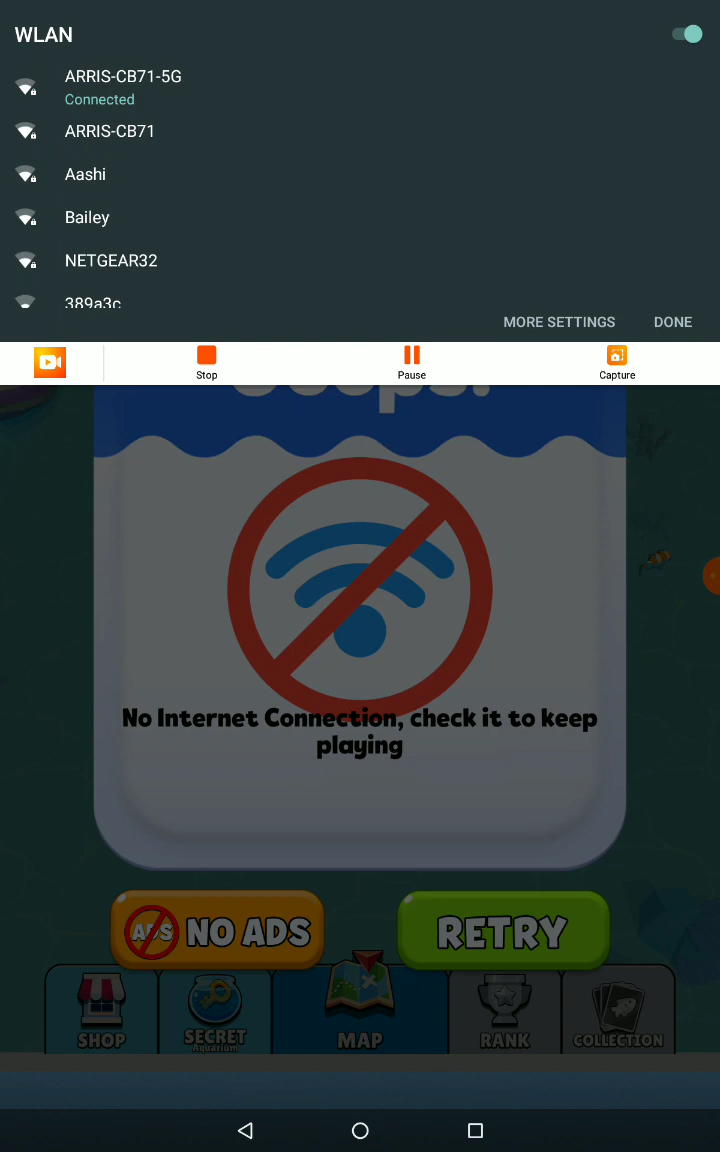 WLAN
ARRIS-CB71-5G
Connected
ARRIS-CB71
Aashi
Bailey
NETGEAR32
389a3c
MORE SETTINGS DONE
Stop Pause Capture
No Internet Connection, check it to keep
playing
ADS NO ADS RETRY
SHOP SECRET Aquarium MAP RANK COLLECTION